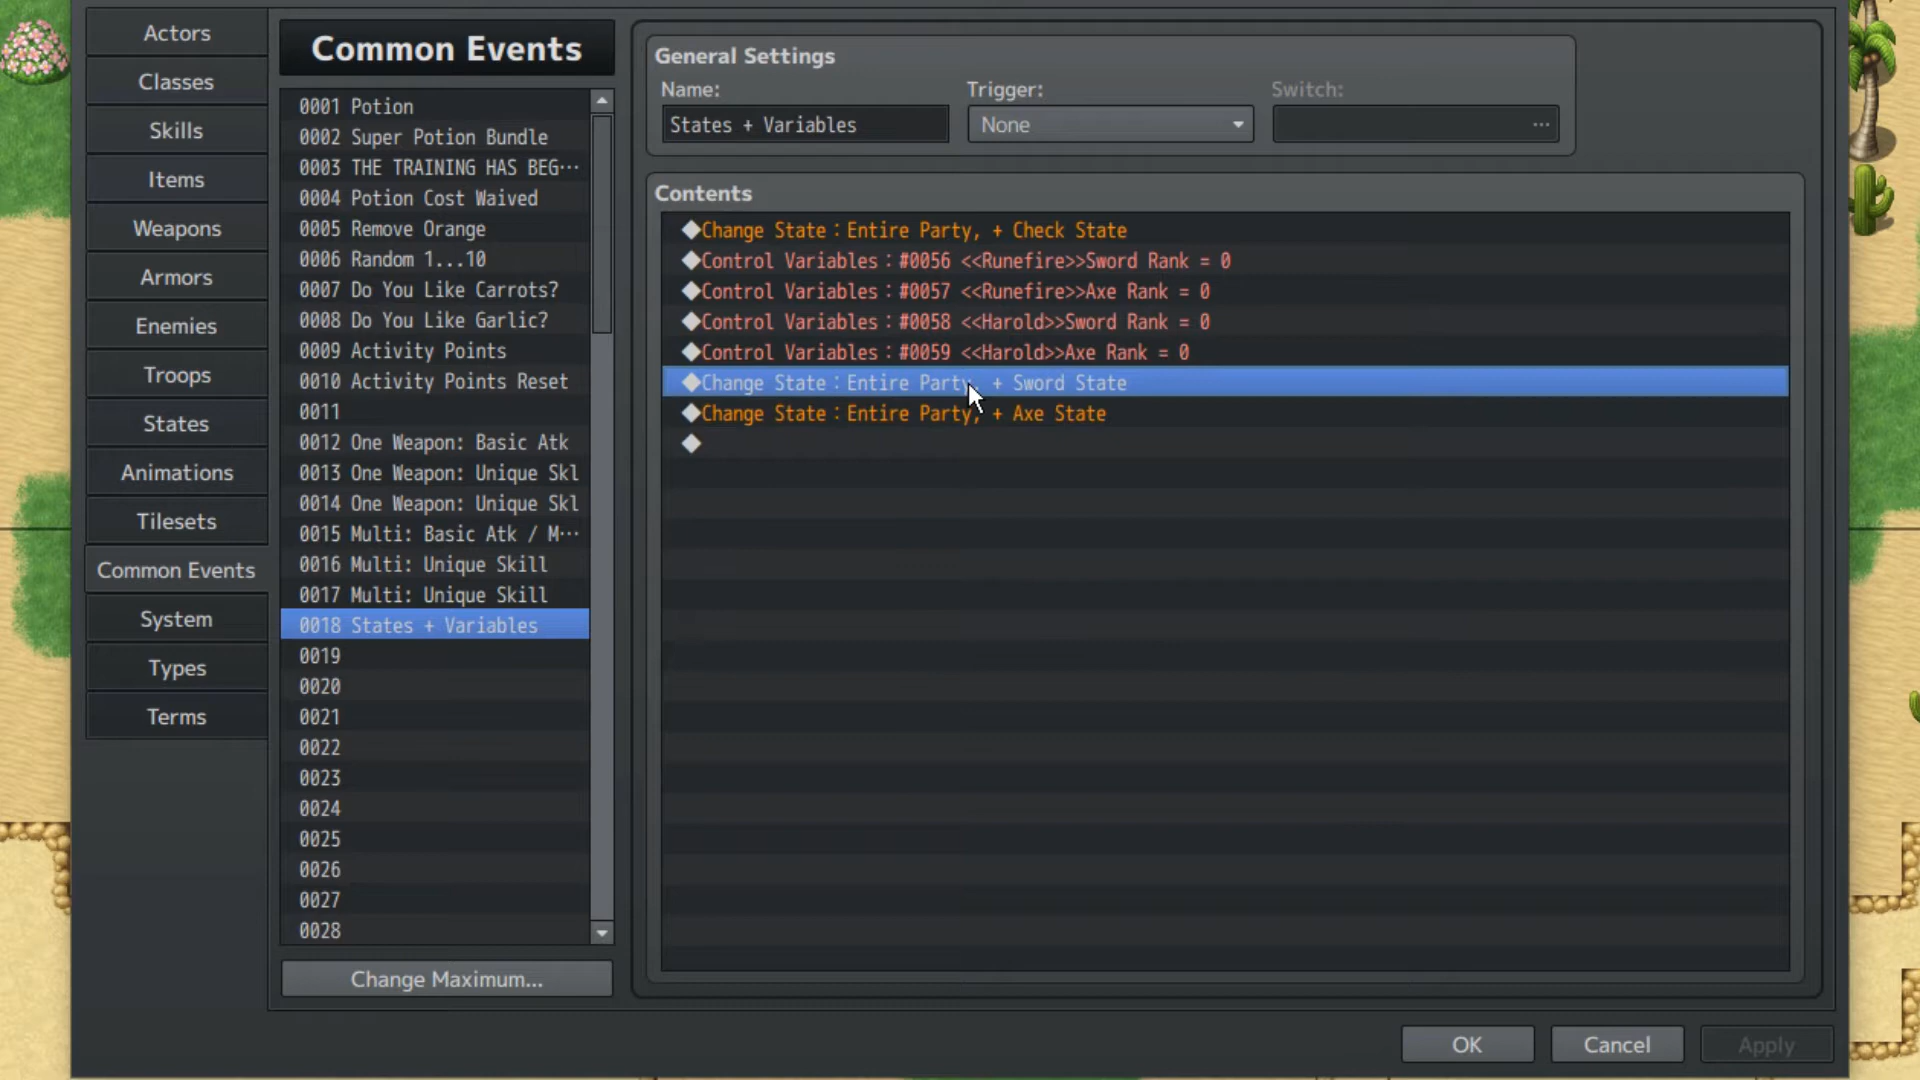 Actors
Classes
Skills
Items
Weapons
Armors
Enemies
Troops
States
Animations
Tilesets
Common Events
System
Types
Terms
Common Events
0001 Potion
0002 Super Potion Bundle
0003 THE TRAINING HAS BEG⋯
0004 Potion Cost Waived
0005 Remove Orange
0006 Random 1...10
0007 Do You Like Carrots?
0008 Do You Like Garlic?
0009 Activity Points
0010 Activity Points Reset
0011
0012 One Weapon: Basic Atk
0013 One Weapon: Unique Skl
0014 One Weapon: Unique Skl
0015 Multi: Basic Atk / M⋯
0016 Multi: Unique Skill
0017 Multi: Unique Skill
0018 States + Variables
0019
0020
0021
0022
0023
0024
0025
0026
0027
0028
Change Maximum...
General Settings
Name: Trigger: Switch:
States + Variables None ...
Contents
◆Change State：Entire Party, + Check State
◆Control Variables：#0056 <<Runefire>>Sword Rank = 0
◆Control Variables：#0057 <<Runefire>>Axe Rank = 0
◆Control Variables：#0058 <<Harold>>Sword Rank = 0
◆Control Variables：#0059 <<Harold>>Axe Rank = 0
◆Change State：Entire Party, + Sword State
◆Change State：Entire Party, + Axe State
◆
OK Cancel Apply